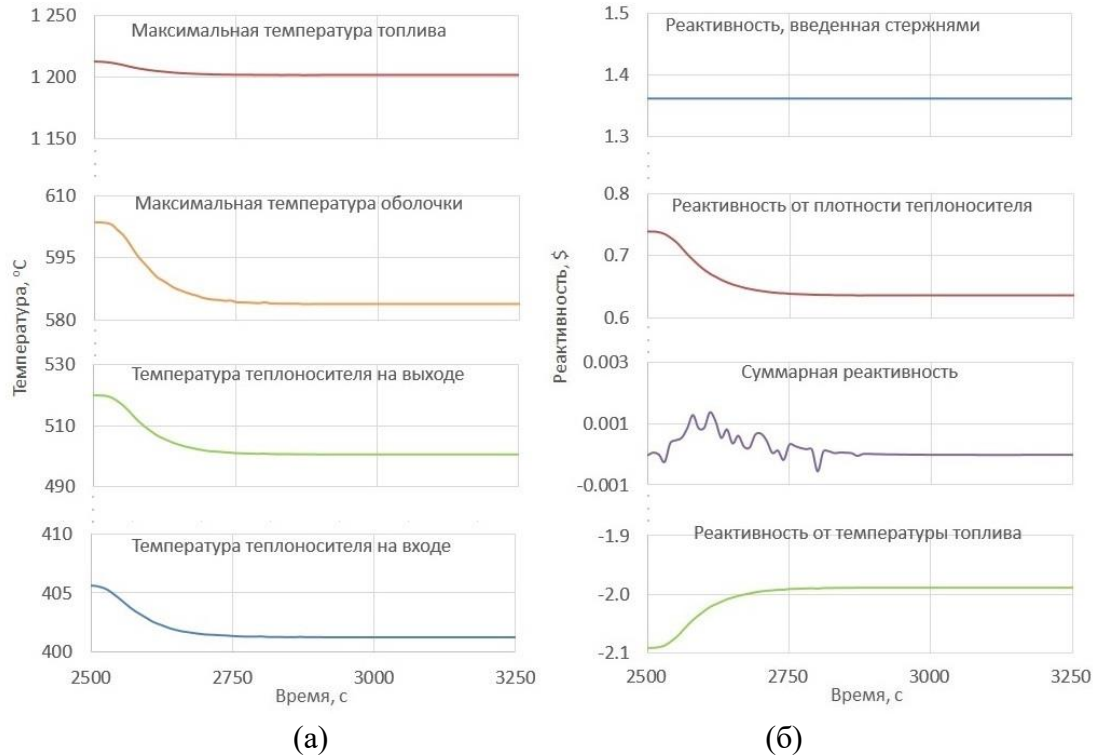 Температура, °C
1 250
1 200
1 150
Максимальная температура топлива
610
595
580
Максимальная температура оболочки
530
510
490
Температура теплоносителя на выходе
410
405
400
Температура теплоносителя на входе
2500 2750 3000 3250
Время, с
(а)
Реактивность, $
1.5
1.4
1.3
Реактивность, введенная стержнями
0.8
0.7
0.6
Реактивность от плотности теплоносителя
0.003
0.001
-0.001
Суммарная реактивность
-1.9
-2.0
-2.1
Реактивность от температуры топлива
2500 2750 3000 3250
Время, с
(б)